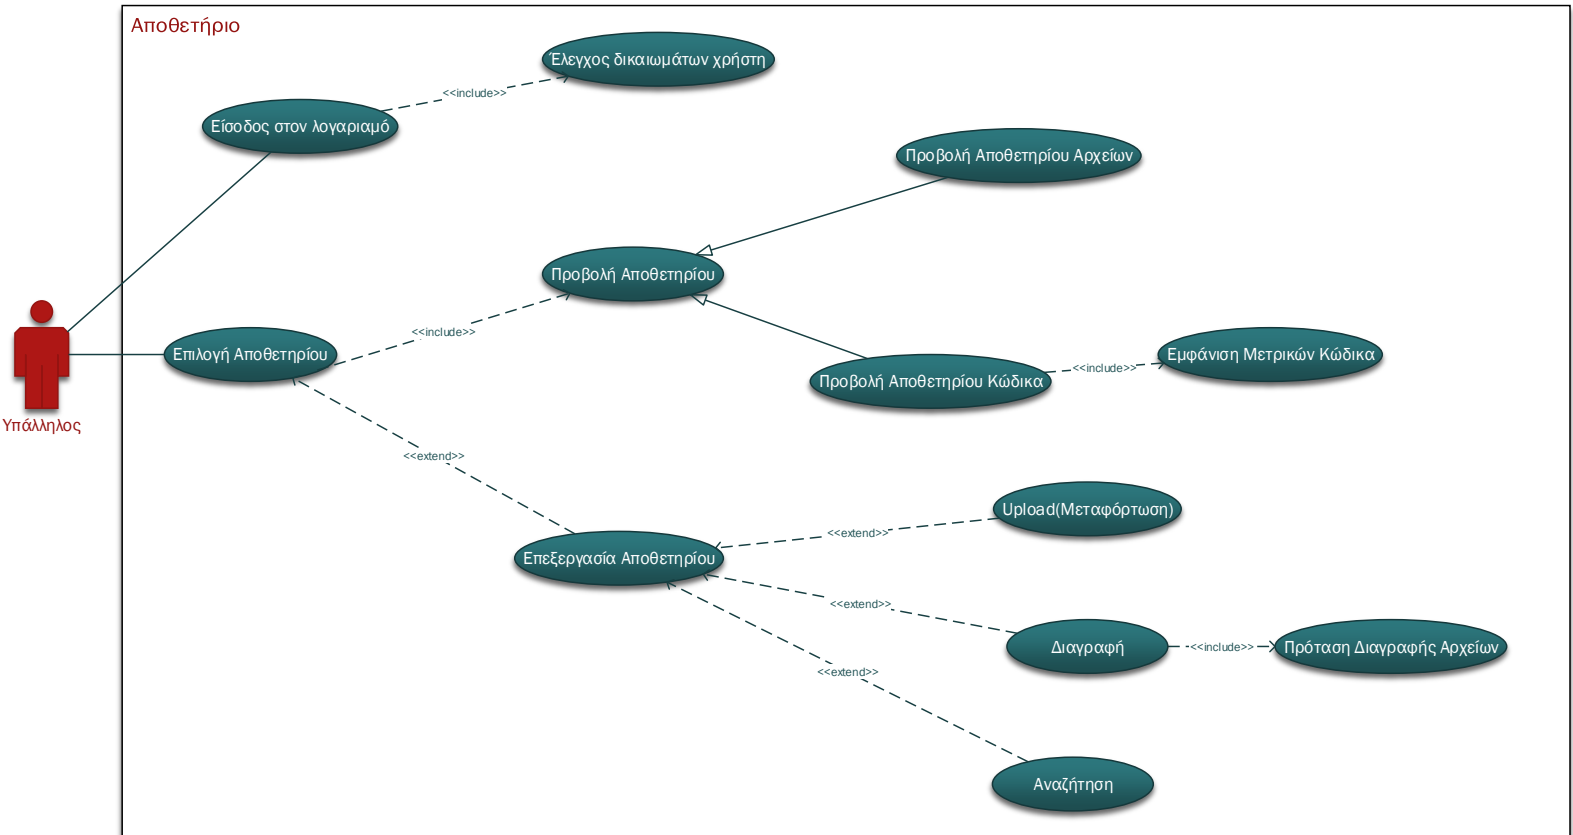 Αποθετήριο
Έλεγχος δικαιωμάτων χρήστη
<<include>>
Είσοδος στον λογαριαμό
Προβολή Αποθετηρίου Αρχείων
Προβολή Αποθετηρίου
<<include>>
Επιλογή Αποθετηρίου
Εμφάνιση Μετρικών Κώδικα
<<include>>
Προβολή Αποθετηρίου Κώδικα
Υπάλληλος
<<extend>>
Upload(Μεταφόρτωση)
<<extend>>
Επεξεργασία Αποθετηρίου
<<extend>>
Διαγραφή
<<include>>
Πρόταση Διαγραφής Αρχείων
<<extend>>
Αναζήτηση